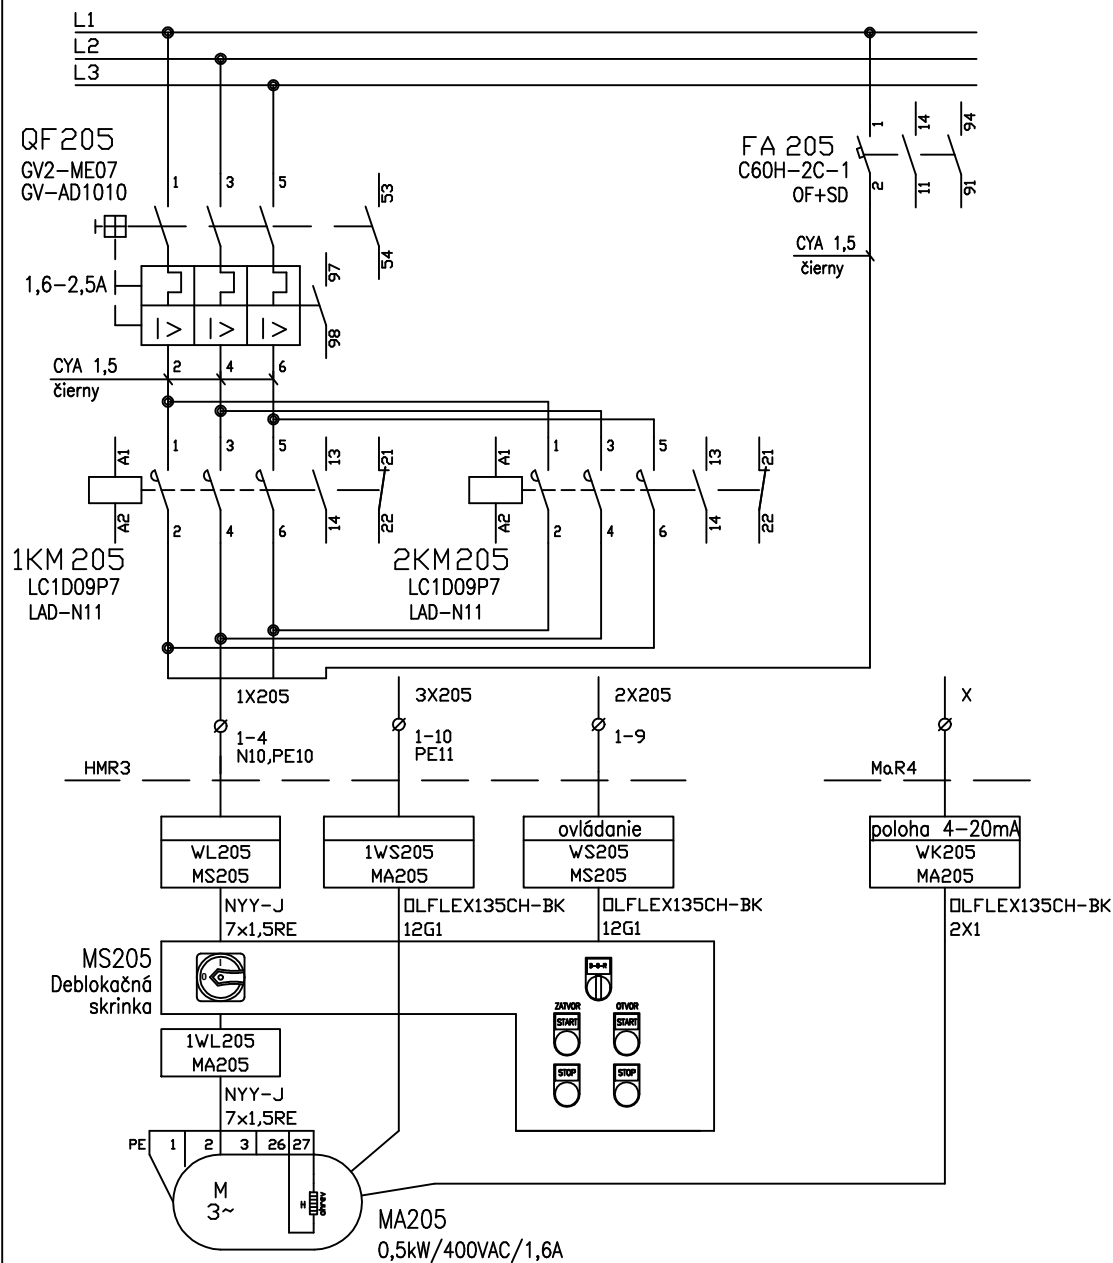 L1
L2
L3
QF205
GV2-ME07
GV-AD1010
1
3
5
53
54
1,6-2,5A
97
98
I>
I>
I>
CYA 1,5
čierny
2
4
6
FA 205
C60H-2C-1
OF+SD
1
2
14
11
94
91
CYA 1,5
čierny
A1
A2
1
3
5
13
21
2
4
6
14
22
1KM205
LC1D09P7
LAD-N11
A1
A2
1
3
5
13
21
2
4
6
14
22
2KM205
LC1D09P7
LAD-N11
1X205
1-4
N10,PE10
3X205
1-10
PE11
2X205
1-9
X
HMR3
MaR4
WL205
MS205
NYY-J
7x1,5RE
1WS205
MA205
OLFLEX135CH-BK
12G1
ovládanie
WS205
MS205
OLFLEX135CH-BK
12G1
poloha 4-20mA
WK205
MA205
OLFLEX135CH-BK
2X1
MS205
Deblokačná
skrinka
0
I
ZATVOR
OTVOR
START
START
STOP
STOP
1WL205
MA205
NYY-J
7x1,5RE
PE
1
2
3
26
27
M
3~
H
MA205
0,5kW/400VAC/1,6A